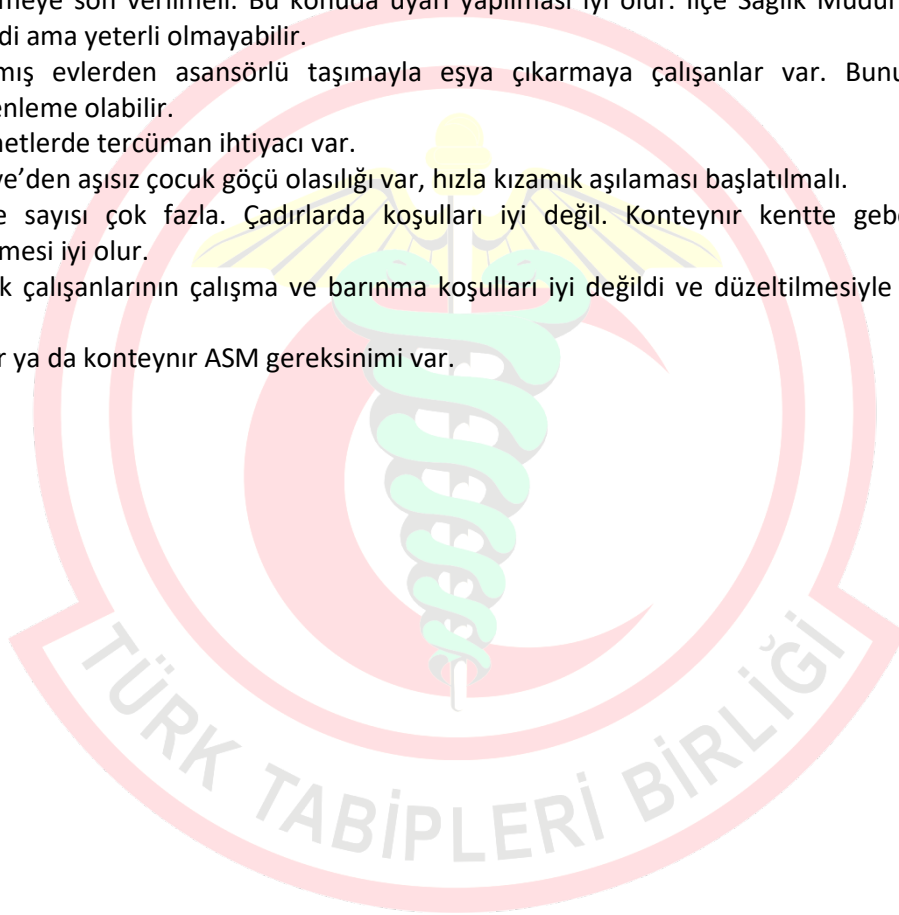 meye son verilmeli. Bu konuda uyarı yapılması iyi olur. İlçe Sağlık Müdür
di ama yeterli olmayabilir.
mış evlerden asansörlü taşımayla eşya çıkarmaya çalışanlar var. Bunu
enleme olabilir.
netlerde tercüman ihtiyacı var.
ye’den aşısız çocuk göçü olasılığı var, hızla kızamık aşılaması başlatılmalı.
e sayısı çok fazla. Çadırlarda koşulları iyi değil. Konteynır kentte geb
mesi iyi olur.
k çalışanlarının çalışma ve barınma koşulları iyi değildi ve düzeltilmesiyle
r ya da konteynır ASM gereksinimi var.
TÜRK TABİPLERİ BİRLİĞİ